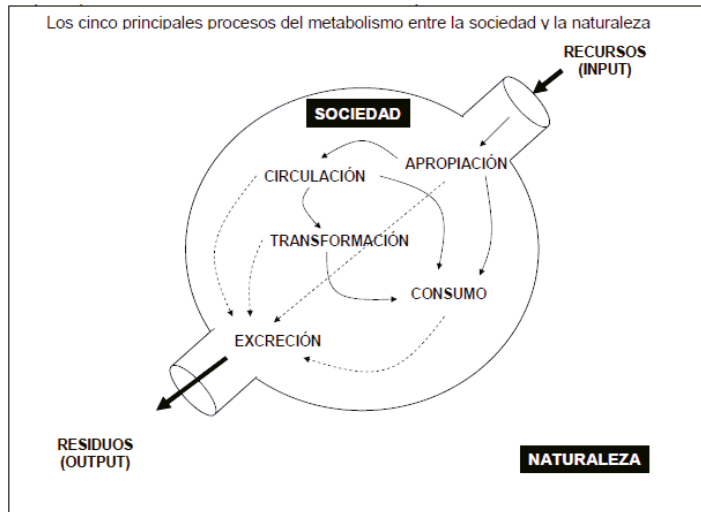 Los cinco principales procesos del metabolismo entre la sociedad y la naturaleza
RECURSOS
(INPUT)
SOCIEDAD
APROPIACIÓN
CIRCULACIÓN
TRANSFORMACIÓN
CONSUMO
EXCRECIÓN
RESIDUOS
(OUTPUT)
NATURALEZA